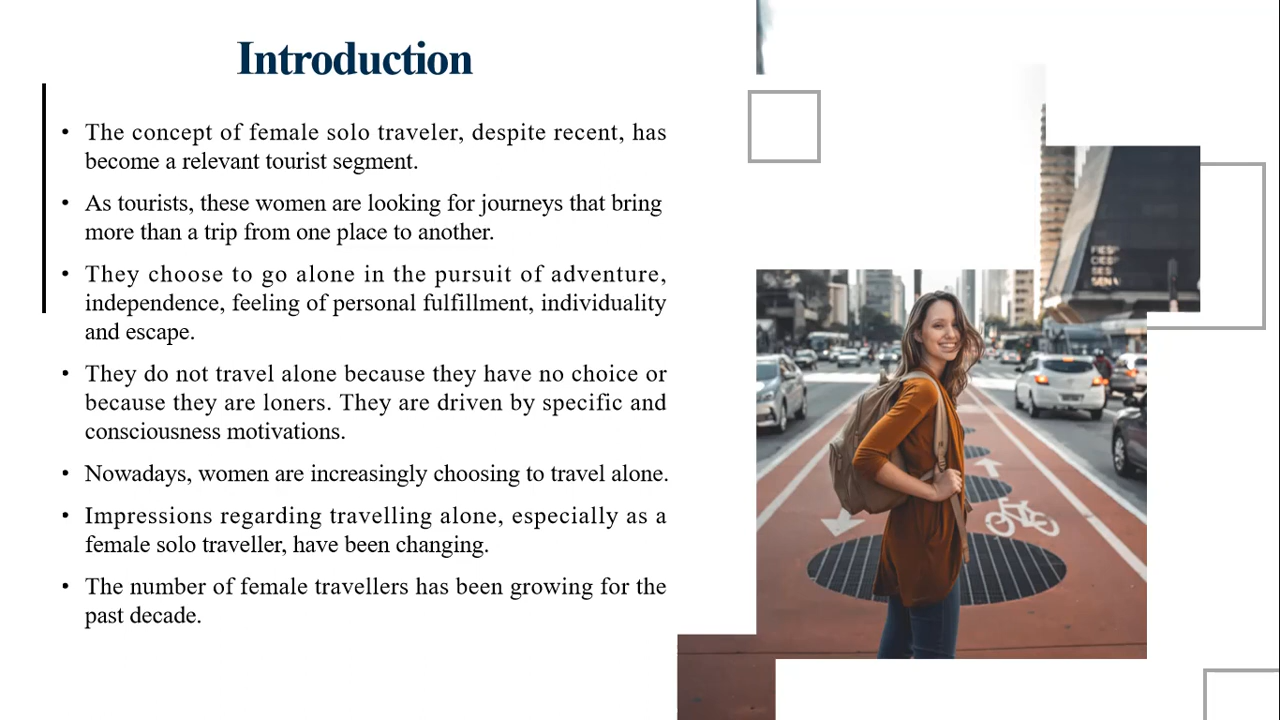 Introduction
• The concept of female solo traveler, despite recent, has
become a relevant tourist segment.
• As tourists, these women are looking for journeys that bring
more than a trip from one place to another.
• They choose to go alone in the pursuit of adventure,
independence, feeling of personal fulfillment, individuality
and escape.
• They do not travel alone because they have no choice or
because they are loners. They are driven by specific and
consciousness motivations.
• Nowadays, women are increasingly choosing to travel alone.
• Impressions regarding travelling alone, especially as a
female solo traveller, have been changing.
• The number of female travellers has been growing for the
past decade.